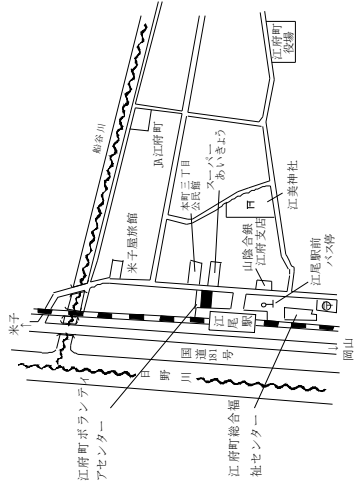 江府町
役場
船谷川
JA江府町
本町三丁目
公民館
スーパー
あいきょう
米子屋旅館
江美神社
山陰合銀
江府支店
江尾駅前
バス停
米子
江尾駅
国道181号
日野川
岡山
江府町ボランティ
アセンター
江府町総合福
祉センター